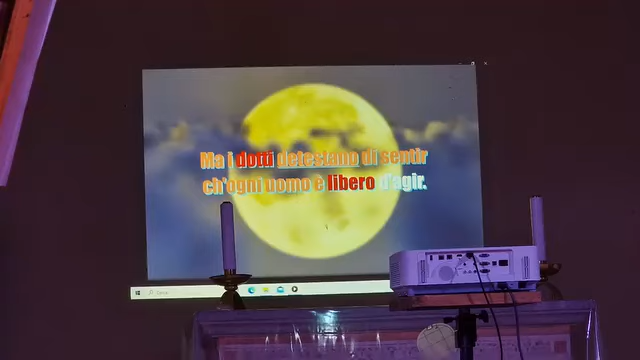 Ma i dotti detestano di sentir
ch'ogni uomo è libero d'agir.